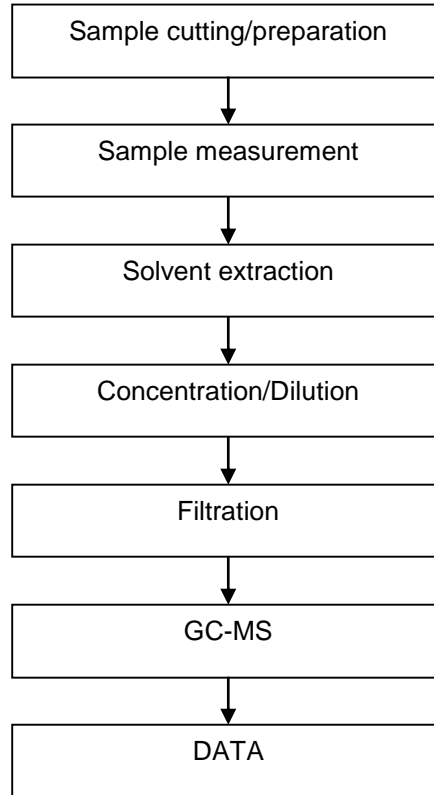 Sample cutting/preparation
Sample measurement
Solvent extraction
Concentration/Dilution
Filtration
GC-MS
DATA